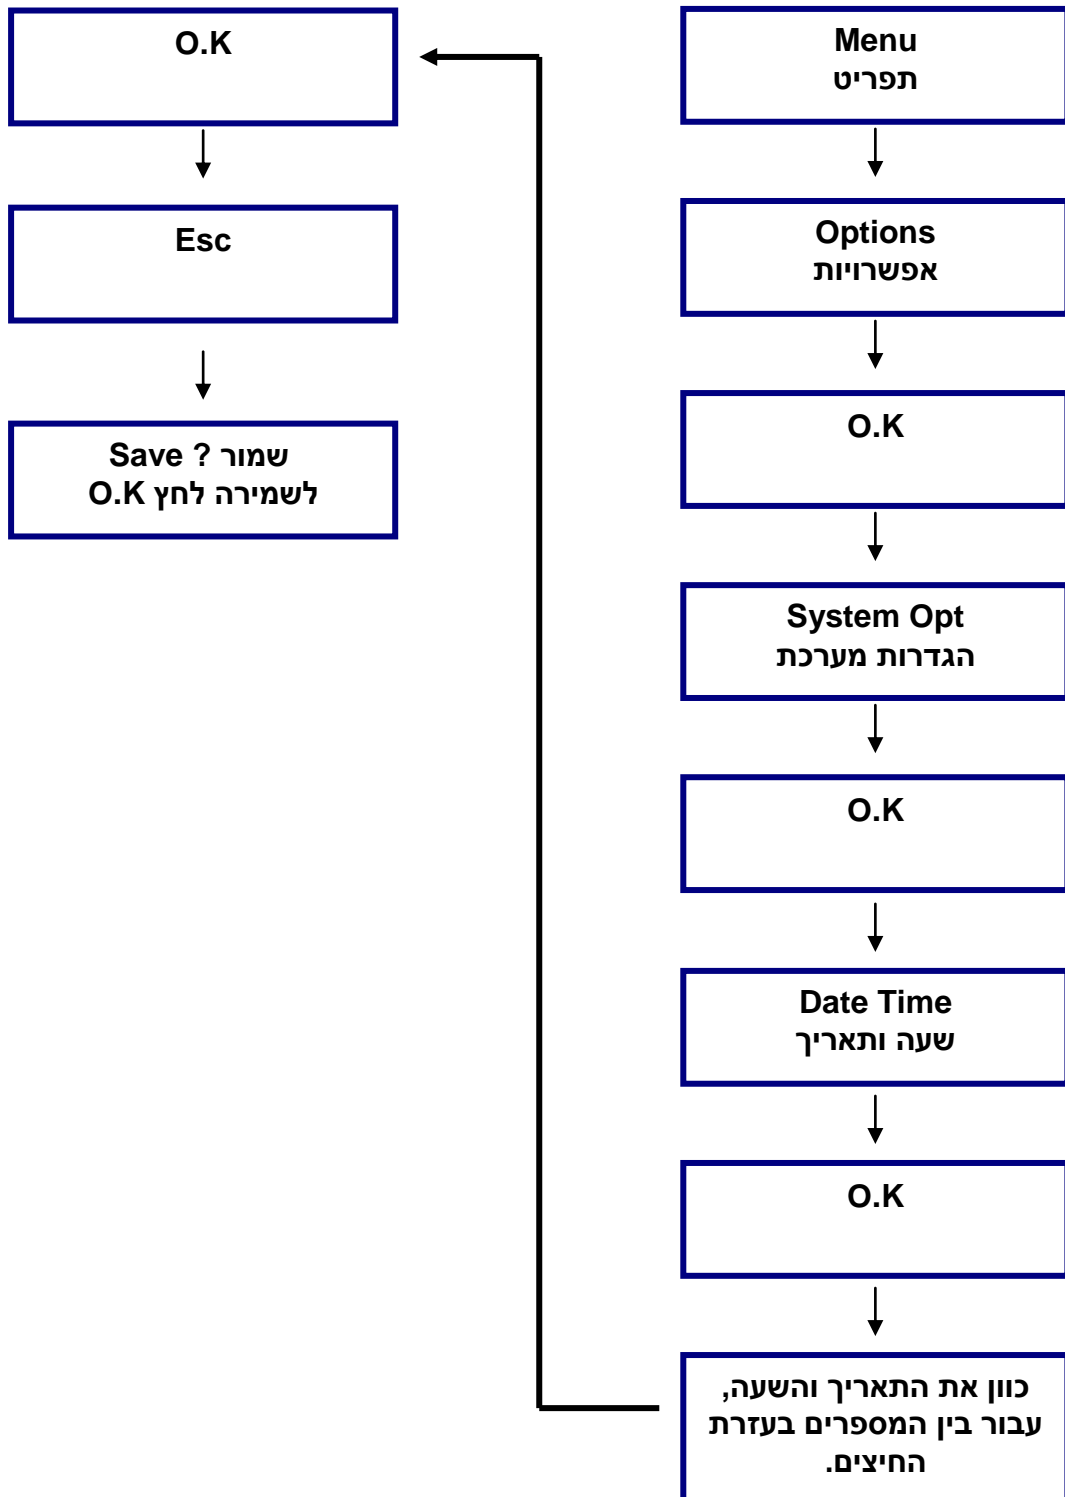 Menu
תפריט
Options
אפשרויות
O.K
System Opt
הגדרות מערכת
O.K
Date Time
שעה ותאריך
O.K
כוון את התאריך והשעה,
עבור בין המספרים בעזרת
החיצים.
O.K
Esc
שמור ? Save
לשמירה לחץ O.K